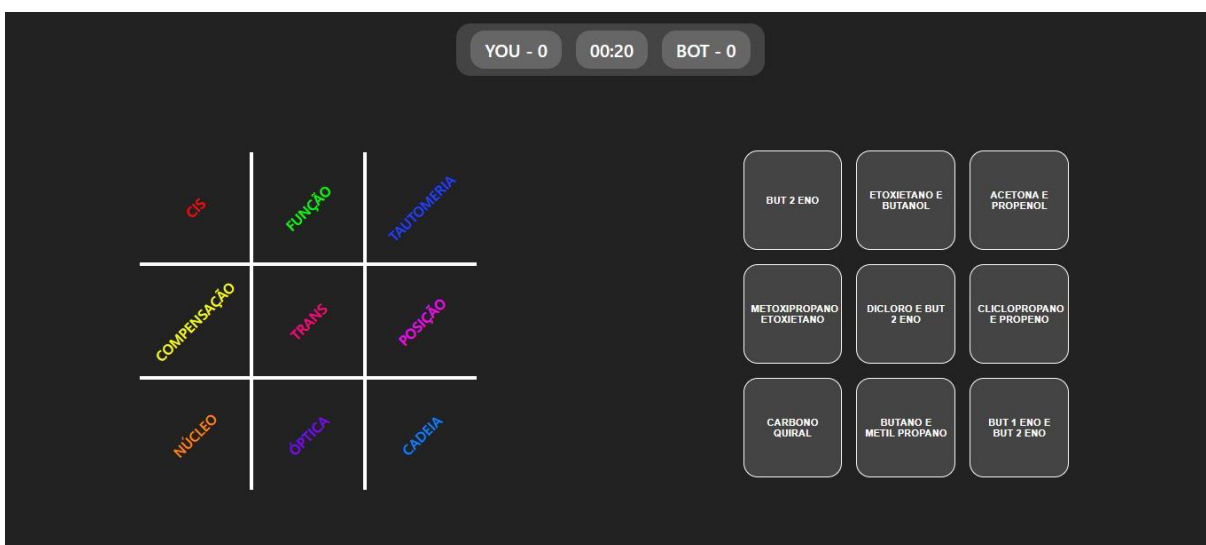 YOU - 0
00:20
BOT - 0
CIS
FUNÇÃO
TAUTOMERIA
COMPENSAÇÃO
TRANS
POSIÇÃO
NÚCLEO
ÓPTICA
CADEIA
BUT 2 ENO
ETOXIETANO E
BUTANOL
ACETONA E
PROPENOL
METOXIPROPANO
ETOXIETANO
DICLORO E BUT
2 ENO
CLICLOPROPANO
E PROPENO
CARBONO
QUIRAL
BUTANO E
METIL PROPANO
BUT 1 ENO E
BUT 2 ENO